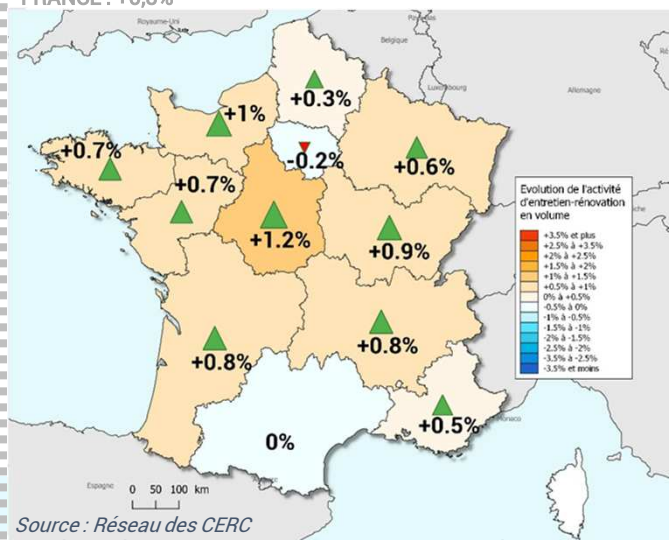 FRANCE : +0,6%
Royaume-Uni
Belgique
Luxembourg
Allemagne
+0.3%
+1%
-0.2%
+0.7%
+0.6%
+0.7%
+1.2%
+0.9%
Evolution de l'activité
d'entretien-rénovation
en volume
+3.5% et plus
+2.5% à +3.5%
+2% à +2.5%
+1.5% à +2%
+1% à +1.5%
+0.5% à +1%
0% à +0.5%
-0.5% à 0%
-1% à -0.5%
-1.5% à -1%
-2% à -1.5%
-2.5% à -2%
-3.5% à -2.5%
-3.5% et moins
+0.8%
+0.8%
+0.5%
Monaco
0%
Espagne
0 50 100 km
Source : Réseau des CERC